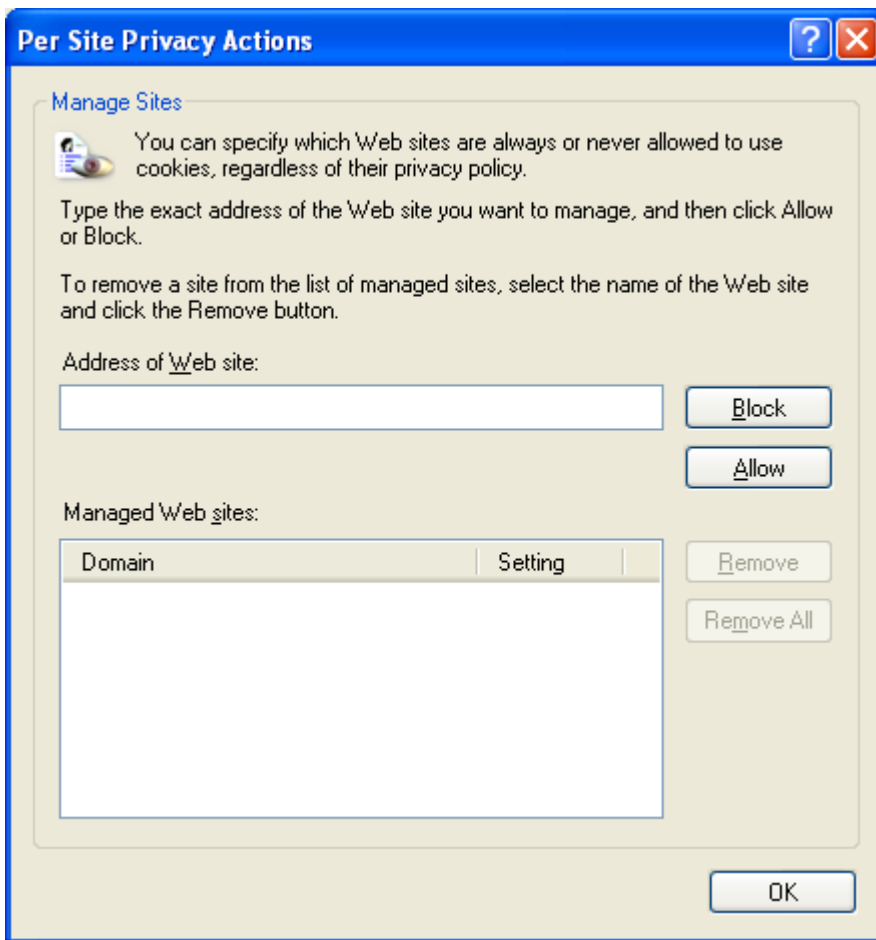 Per Site Privacy Actions
Manage Sites
You can specify which Web sites are always or never allowed to use
cookies, regardless of their privacy policy.
Type the exact address of the Web site you want to manage, and then click Allow
or Block.
To remove a site from the list of managed sites, select the name of the Web site
and click the Remove button.
Address of Web site:
Block
Allow
Managed Web sites:
Domain Setting
Remove
Remove All
OK